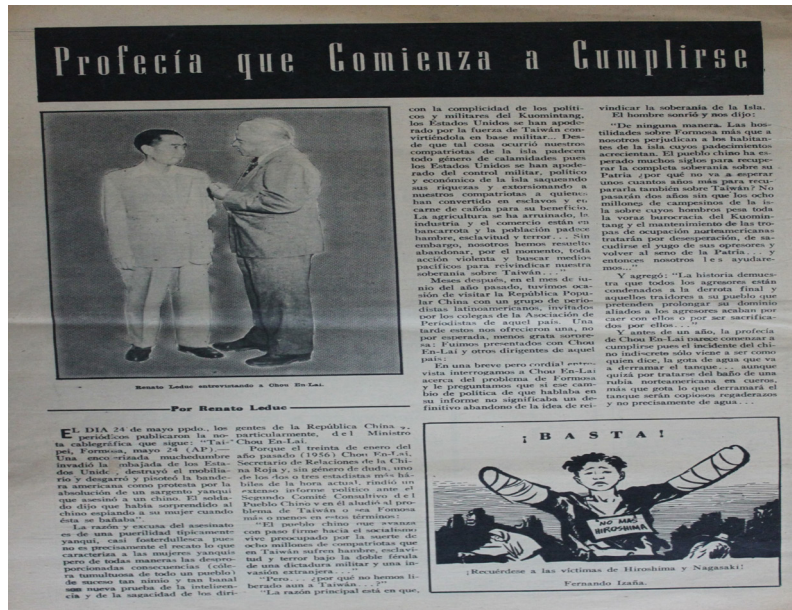 Profecía que Comienza a Cumplirse
Renato Leduc entrevistando a Chou En-Lai.
Por Renato Leduc
EL DIA 24 de mayo ppdo., los
periódicos publicaron la no-
ta cablegráfica que sigue: "Tai-
pei, Formosa, mayo 24 (AP).—
Una enco rizada muchedumbre
invadió la mbajada de los Esta-
dos Unide , destruyó el mobilia-
rio y desgarró y pisoteó la bande-
ra americana como protesta por la
absolución de un sargento yanqui
que asesinó a un chino. El solda-
do dijo que había sorprendido al
chino espiando a su mujer cuando
ésta se bañaba".
La razón y excusa del asesinato
es de una puerilidad típicamente
yanqui, casi fosterdullesca pues
no es precisamente el recato lo que
caracteriza a las mujeres yanquis
pero de todas maneras las despro-
porcionadas consecuencias (cóle-
ra tumultuosa de todo un pueblo)
de suceso tan nimio y tan banal
nueva prueba de la inteligen-
cia y de la sagacidad de los diri-
gentes de la República China y,
particularmente, del Ministro
Chou En-Lai.
Porque el treinta de enero del
año pasado (1956) Chou En-Lai,
Secretario de Relaciones de la Chi-
na Roja y, sin género de duda, uno
de los dos o tres estadistas más há-
biles de la hora actual, rindió un
extenso informe político ante el
Segundo Comité Consultivo del
Pueblo Chino y en él aludió al pro-
blema de Taiwán o sea Formosa
más o menos en estos términos:
"El pueblo chino que avanza
con paso firme hacia el socialismo
vive preocupado por la suerte de
ocho millones de compatriotas que
en Taiwán sufren hambre, esclavi-
tud y terror bajo la doble férula
de una dictadura militar y una in-
vasión extranjera..."
"Pero... ¿por qué no hemos li-
berado aun a Taiwán...?"
"La razón principal está en que,
con la complicidad de los políti-
cos y militares del Kuomintang,
los Estados Unidos se han apode-
rado por la fuerza de Taiwán con-
virtiéndola en base militar... Des-
de que tal cosa ocurrió nuestros
compatriotas de la isla padecen
todo género de calamidades pues
los Estados Unidos se han apode-
rado del control militar, político
y económico de la isla saqueando
sus riquezas y extorsionando a
nuestros compatriotas a quienes
han convertido en esclavos y en
carne de cañón para su beneficio.
La agricultura se ha arruinado, la
industria y el comercio están en
bancarrota y la población padece
hambre, esclavitud y terror... Sin
embargo, nosotros hemos resuelto
abandonar, por el momento, toda
acción violenta y buscar medios
pacíficos para reivindicar nuestra
soberanía sobre Taiwán..."
Meses después, en el mes de ju-
nio del año pasado, tuvimos oca-
sión de visitar la República Popu-
lar China con un grupo de perio-
distas latinoamericanos, invitados
por los colegas de la Asociación de
Periodistas de aquel país. Una
tarde estos nos ofrecieron una, no
por esperada, menos grata sorpre-
sa: Fuimos presentados con Chou
En-Lai y otros dirigentes de aquel
país:
En una breve pero cordial entre-
vista interrogamos a Chou En-Lai
acerca del problema de Formosa
y le preguntamos que si ese cam-
bio de política de que hablaba en
su informe no significaba un de-
finitivo abandono de la idea de rei-
vindicar la soberanía de la Isla.
El hombre sonrió y nos dijo:
"De ninguna manera. Las hos-
tilidades sobre Formosa más que a
nosotros perjudican a los habitan-
tes de la isla cuyos padecimientos
acrecientan. El pueblo chino ha es-
perado muchos siglos para recupe-
rar la completa soberanía sobre su
Patria ¿por qué no va a esperar
unos cuantos años más para recu-
pararla también sobre Taiwán? No
pasarán dos años sin que los ocho
millones de campesinos de la is-
la sobre cuyos hombros pesa toda
la voraz burocracia del Kuomin-
tang y el mantenimiento de las tro-
pas de ocupación norteamericanas
tratarán por desesperación, de sa-
cudirse el yugo de sus opresores y
volver al seno de la Patria... y
entonces nosotros les ayudare-
mos..."
Y agregó: "La historia demues-
tra que todos los agresores están
condenados a la derrota final y
aquellos traidores a su pueblo que
pretenden prolongar su dominio
aliados a los agresores acaban por
caer con ellos o por ser sacrifica-
dos por ellos..."
Y antes de un año, la profecía
de Chou En-Lai parece comenzar a
cumplirse pues el incidente del chi-
no indiscreto sólo viene a ser como
quien dice, la gota de agua que va
a derramar el tanque... aunque
quizá por tratarse del baño de una
rubia norteamericana en cueros,
más que gota lo que derramará el
tanque serán copiosos regaderazos
y no precisamente de agua...
¡BASTA!
NO MAS
HIROSHIMA
¡Recuérdese a las víctimas de Hiroshima y Nagasaki!
Fernando Izaña.